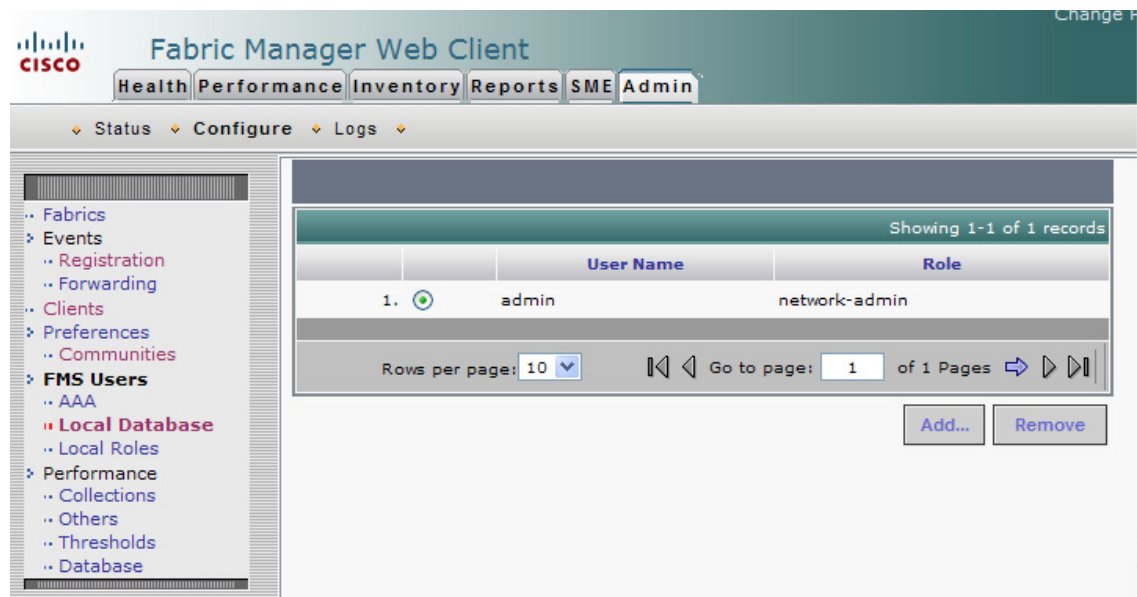 Change
CISCO
Fabric Manager Web Client
Health Performance Inventory Reports SME Admin
Status Configure Logs
Fabrics
Events
Registration
Forwarding
Clients
Preferences
Communities
FMS Users
AAA
Local Database
Local Roles
Performance
Collections
Others
Thresholds
Database
Showing 1-1 of 1 records
User Name Role
1. admin network-admin
Rows per page: 10 Go to page: 1 of 1 Pages
Add... Remove